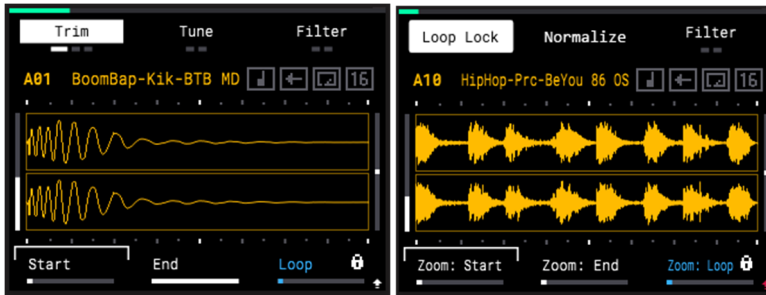 Trim Tune Filter
A01 BoomBap-Kik-BTB MD 16
Start End Loop
Loop Lock Normalize Filter
A10 HipHop-Prc-BeYou 86 OS 16
Zoom: Start Zoom: End Zoom: Loop